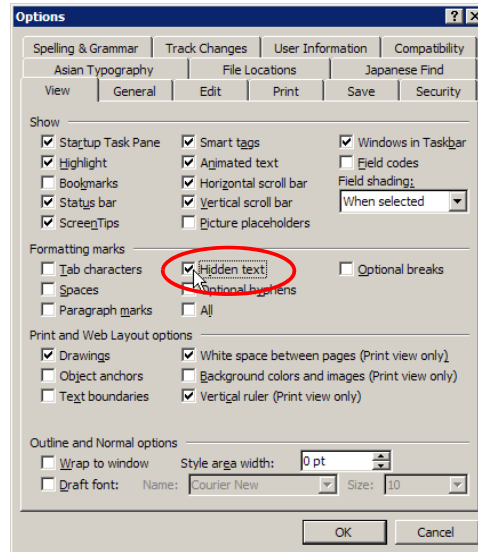 Options
Spelling & Grammar Track Changes User Information Compatibility
Asian Typography File Locations Japanese Find
View General Edit Print Save Security
Show
Startup Task Pane Smart tags Windows in Taskbar
Highlight Animated text Field codes
Bookmarks Horizontal scroll bar Field shading:
Status bar Vertical scroll bar When selected
ScreenTips Picture placeholders
Formatting marks
Tab characters Hidden text Optional breaks
Spaces Optional hyphens
Paragraph marks All
Print and Web Layout options
Drawings White space between pages (Print view only)
Object anchors Background colors and images (Print view only)
Text boundaries Vertical ruler (Print view only)
Outline and Normal options
Wrap to window Style area width: 0 pt
Draft font: Name: Courier New Size: 10
OK Cancel